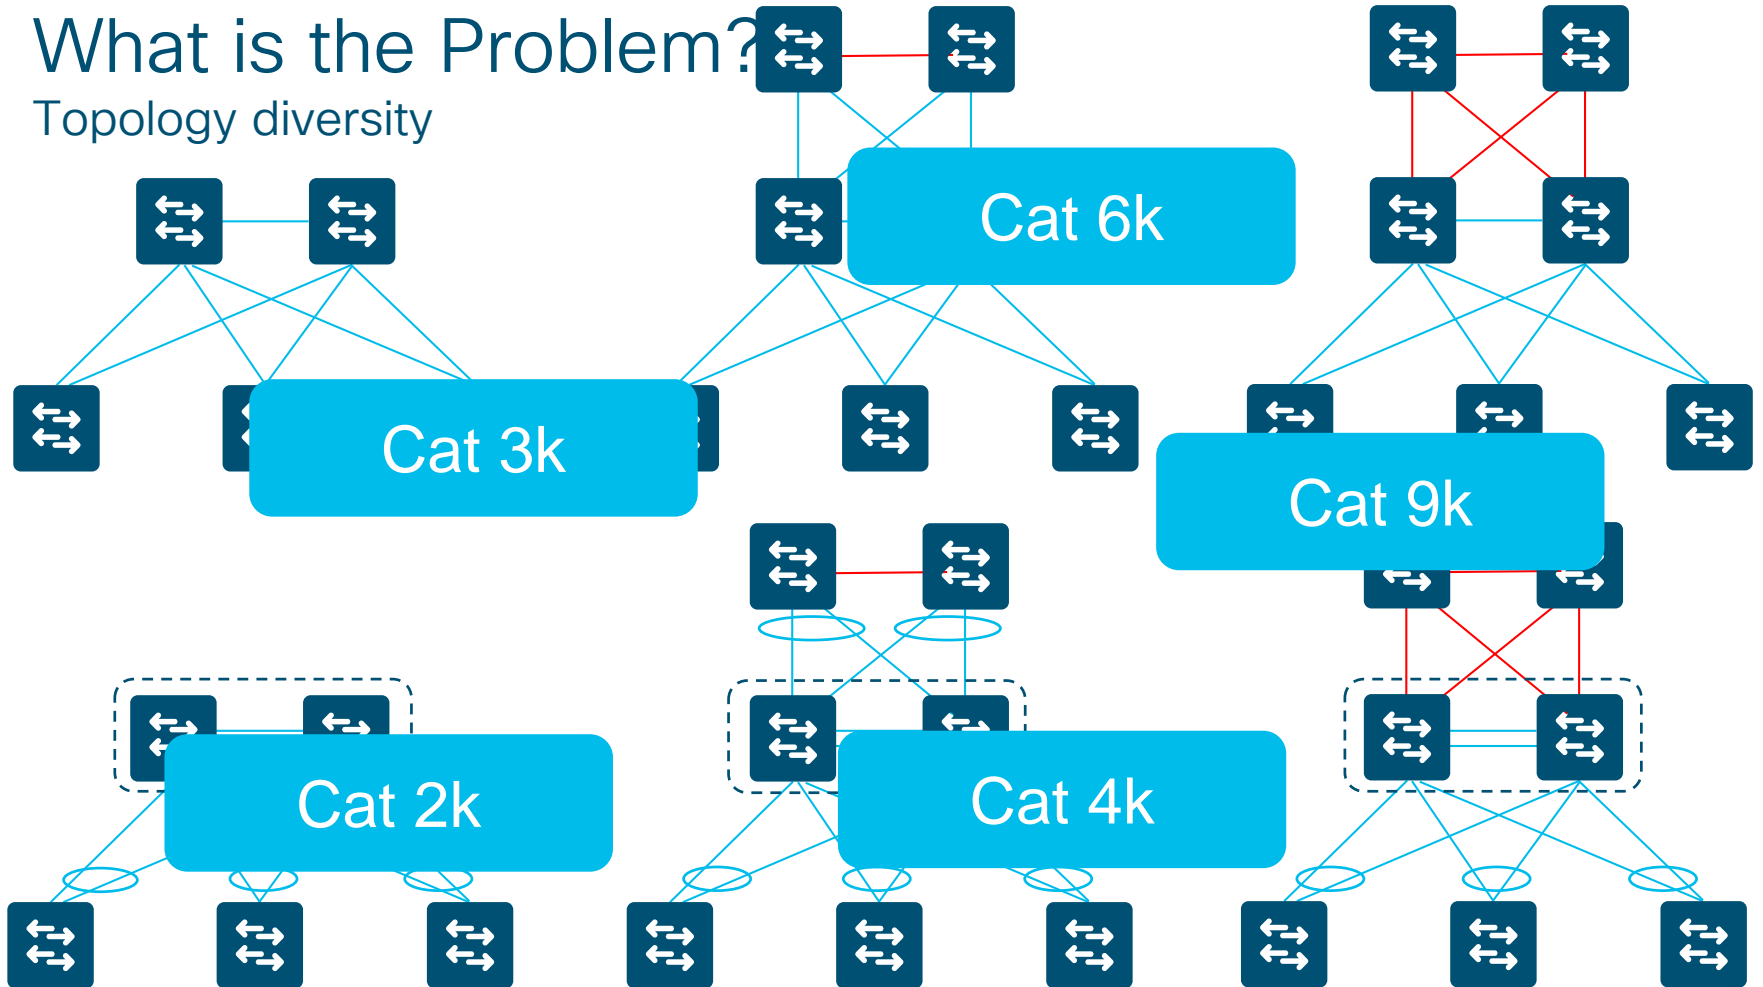 What is the Problem?
Topology diversity
Cat 6k
Cat 3k
Cat 9k
Cat 2k
Cat 4k